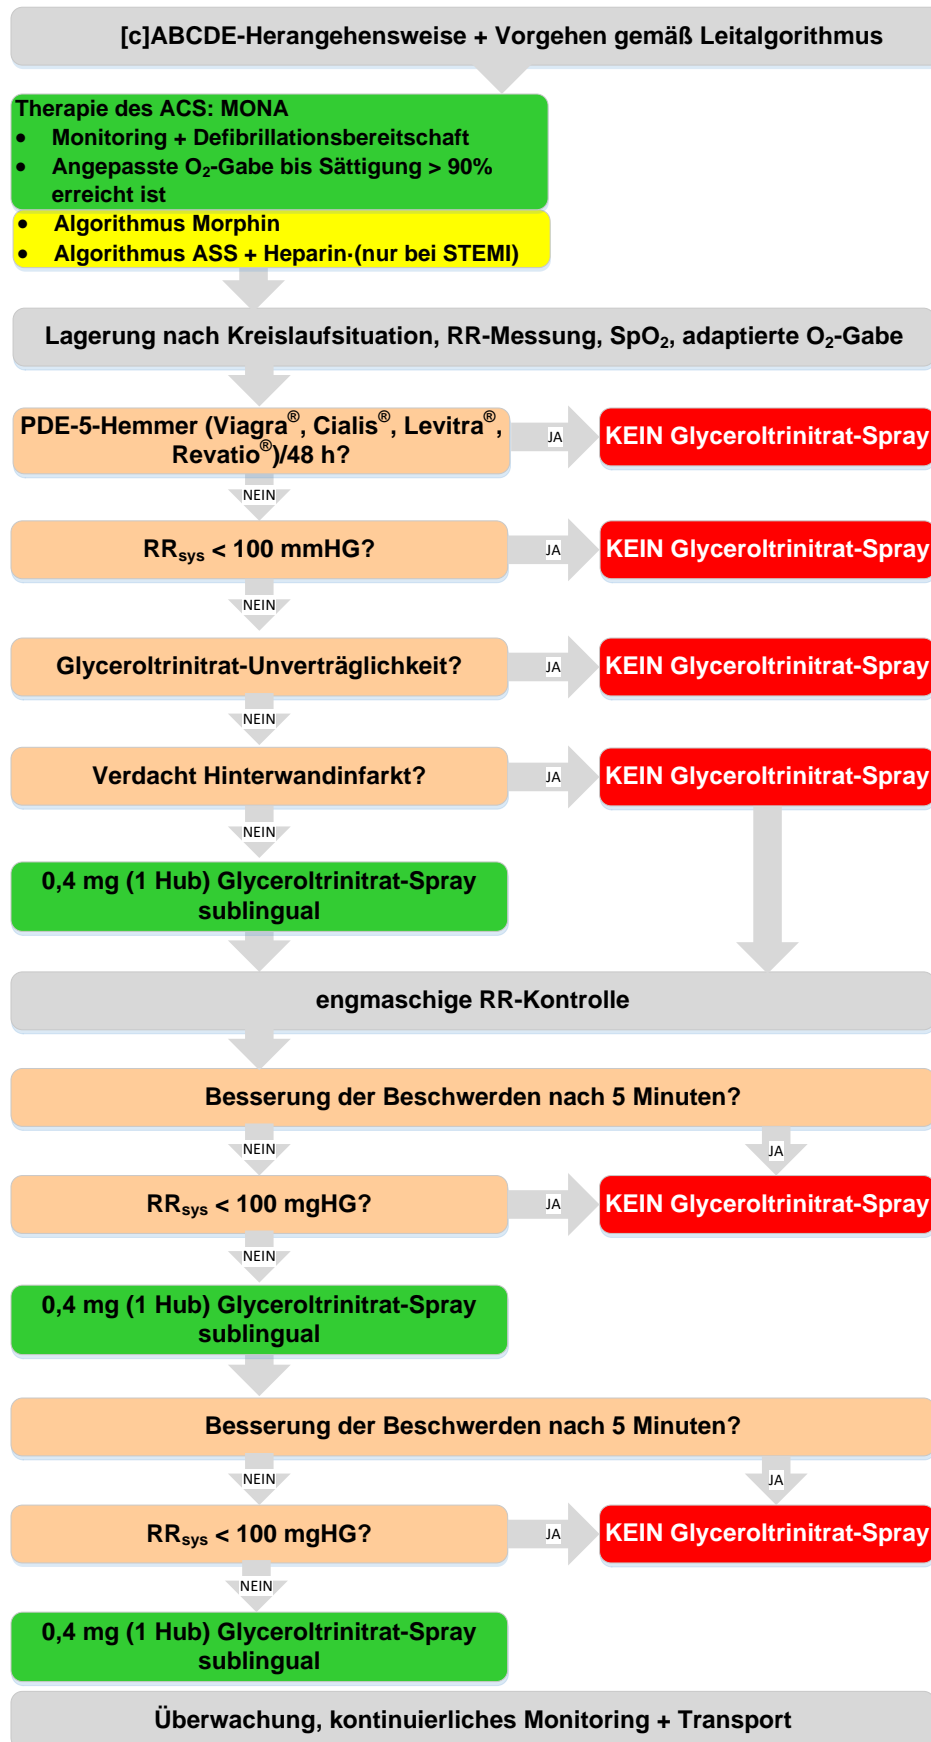 [c]ABCDE-Herangehensweise + Vorgehen gemäß Leitalgorithmus
Therapie des ACS: MONA
• Monitoring + Defibrillationsbereitschaft
• Angepasste O₂-Gabe bis Sättigung > 90%
erreicht ist
• Algorithmus Morphin
• Algorithmus ASS + Heparin·(nur bei STEMI)
Lagerung nach Kreislaufsituation, RR-Messung, SpO₂, adaptierte O₂-Gabe
PDE-5-Hemmer (Viagra®, Cialis®, Levitra®,
Revatio®)/48 h?
JA
KEIN Glyceroltrinitrat-Spray
NEIN
RRsys < 100 mmHG?
JA
KEIN Glyceroltrinitrat-Spray
NEIN
Glyceroltrinitrat-Unverträglichkeit?
JA
KEIN Glyceroltrinitrat-Spray
NEIN
Verdacht Hinterwandinfarkt?
JA
KEIN Glyceroltrinitrat-Spray
NEIN
0,4 mg (1 Hub) Glyceroltrinitrat-Spray
sublingual
engmaschige RR-Kontrolle
Besserung der Beschwerden nach 5 Minuten?
NEIN
JA
RRsys < 100 mgHG?
JA
KEIN Glyceroltrinitrat-Spray
NEIN
0,4 mg (1 Hub) Glyceroltrinitrat-Spray
sublingual
Besserung der Beschwerden nach 5 Minuten?
NEIN
JA
RRsys < 100 mgHG?
JA
KEIN Glyceroltrinitrat-Spray
NEIN
0,4 mg (1 Hub) Glyceroltrinitrat-Spray
sublingual
Überwachung, kontinuierliches Monitoring + Transport